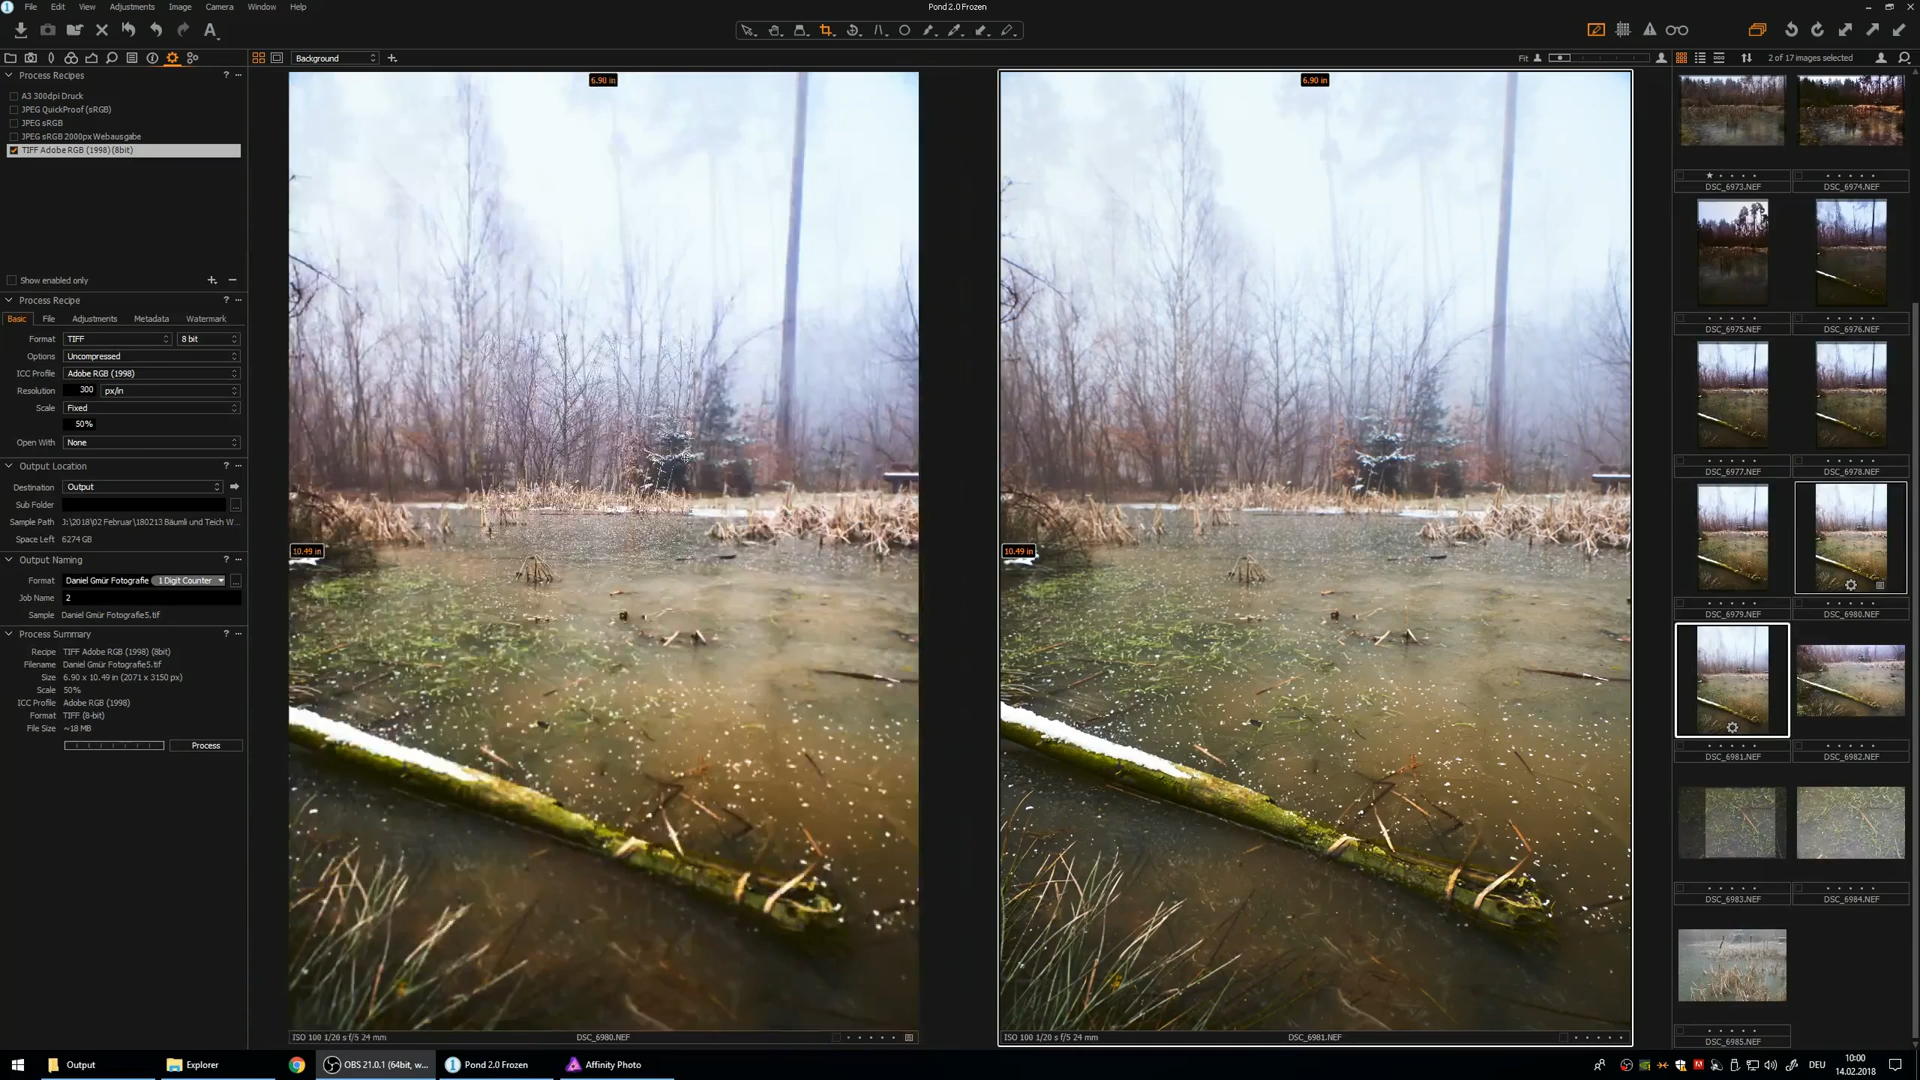 File Edit View Adjustments Image Camera Window Help
Pond 2.0 Frozen
Background
Fit
2 of 17 images selected
Process Recipes
A3 300dpi Druck
JPEG QuickProof (sRGB)
JPEG sRGB
JPEG sRGB 2000px Webausgabe
TIFF Adobe RGB (1998) (8bit)
Show enabled only
Process Recipe
Basic File Adjustments Metadata Watermark
Format TIFF 8 bit
Options Uncompressed
ICC Profile Adobe RGB (1998)
Resolution 300 px/in
Scale Fixed
50%
Open With None
Output Location
Destination Output
Sub Folder
Sample Path J:\2018\02 Februar\180213 Bäumli und Teich W...
Space Left 6274 GB
Output Naming
Format Daniel Gmür Fotografie 1 Digit Counter
Job Name 2
Sample Daniel Gmür Fotografie5.tif
Process Summary
Recipe TIFF Adobe RGB (1998) (8bit)
Filename Daniel Gmür Fotografie5.tif
Size 6.90 x 10.49 in (2071 x 3150 px)
Scale 50%
ICC Profile Adobe RGB (1998)
Format TIFF (8-bit)
File Size ~18 MB
Process
6.90 in
10.49 in
ISO 100 1/20 s f/5 24 mm
DSC_6980.NEF
6.90 in
10.49 in
ISO 100 1/20 s f/5 24 mm
DSC_6981.NEF
DSC_6973.NEF DSC_6974.NEF
DSC_6975.NEF DSC_6976.NEF
DSC_6977.NEF DSC_6978.NEF
DSC_6979.NEF DSC_6980.NEF
DSC_6981.NEF DSC_6982.NEF
DSC_6983.NEF DSC_6984.NEF
DSC_6985.NEF
Output
Explorer
OBS 21.0.1 (64bit, w...
Pond 2.0 Frozen
Affinity Photo
DEU
10:00
14.02.2018